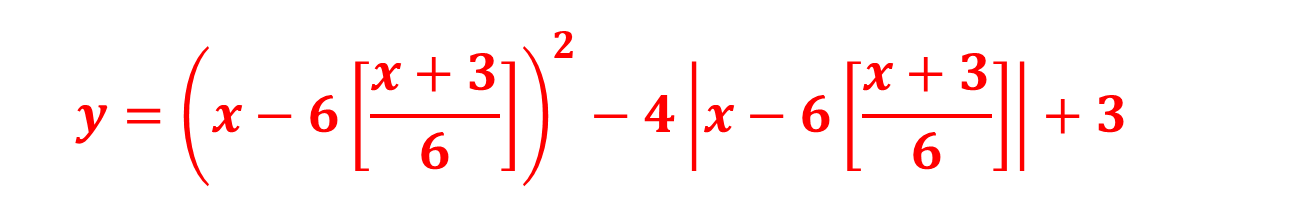 y = (x − 6[(x + 3)/6])² − 4|x − 6[(x + 3)/6]| + 3